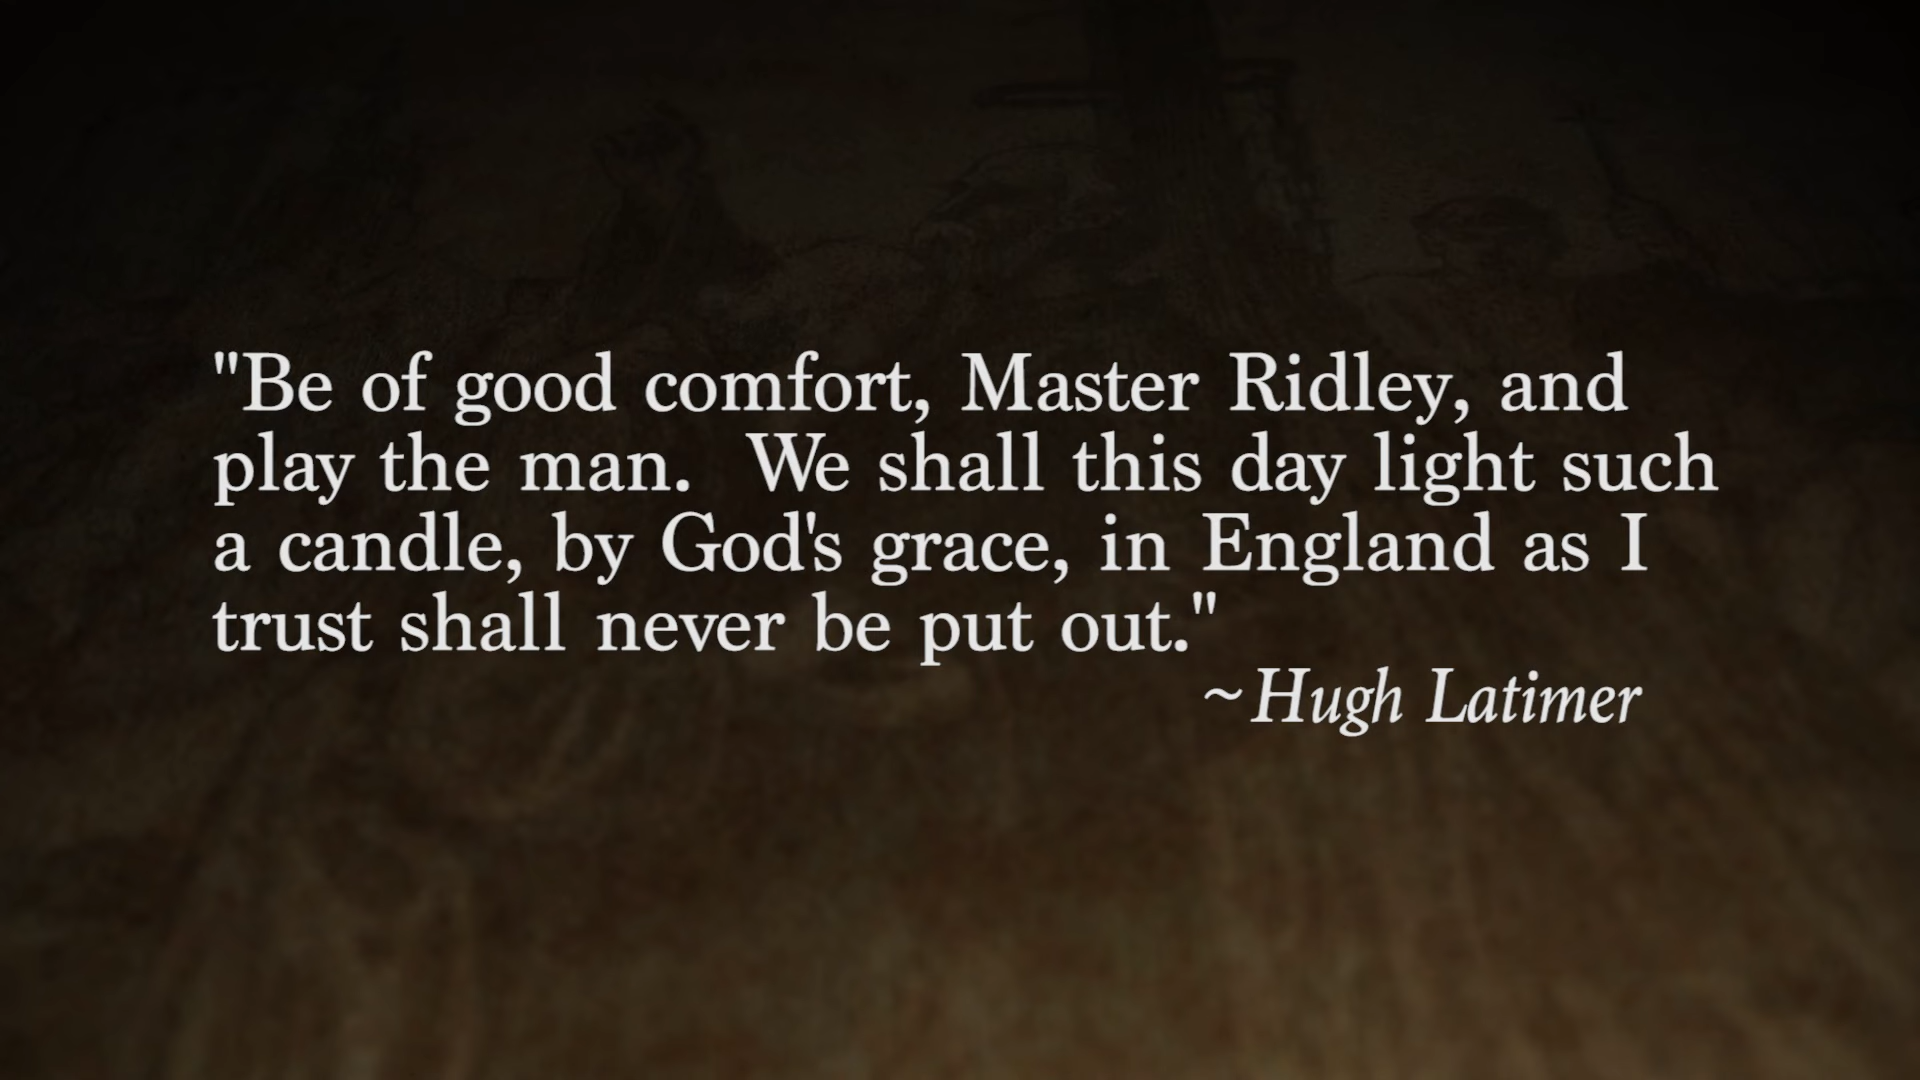 "Be of good comfort, Master Ridley, and
play the man.  We shall this day light such
a candle, by God's grace, in England as I
trust shall never be put out."
~Hugh Latimer